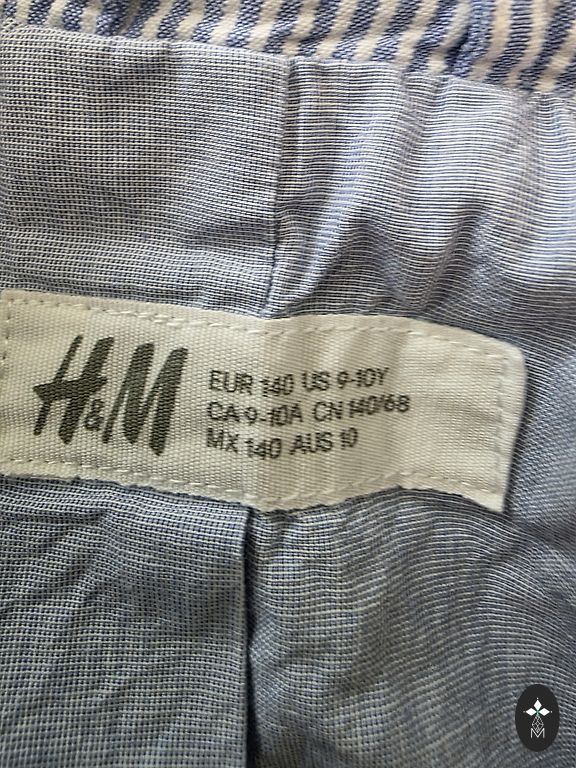 H&M
EUR 140 US 9-10Y
CA 9-10A CN 140/68
MX 140 AUS 10
M